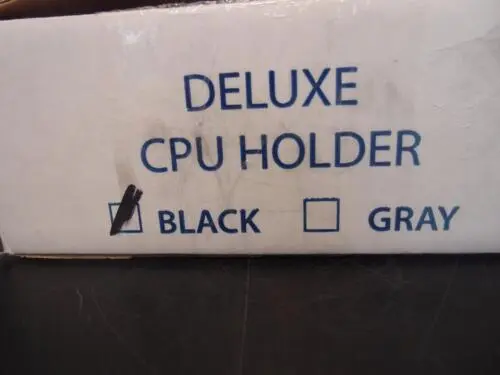 DELUXE
CPU HOLDER
BLACK GRAY